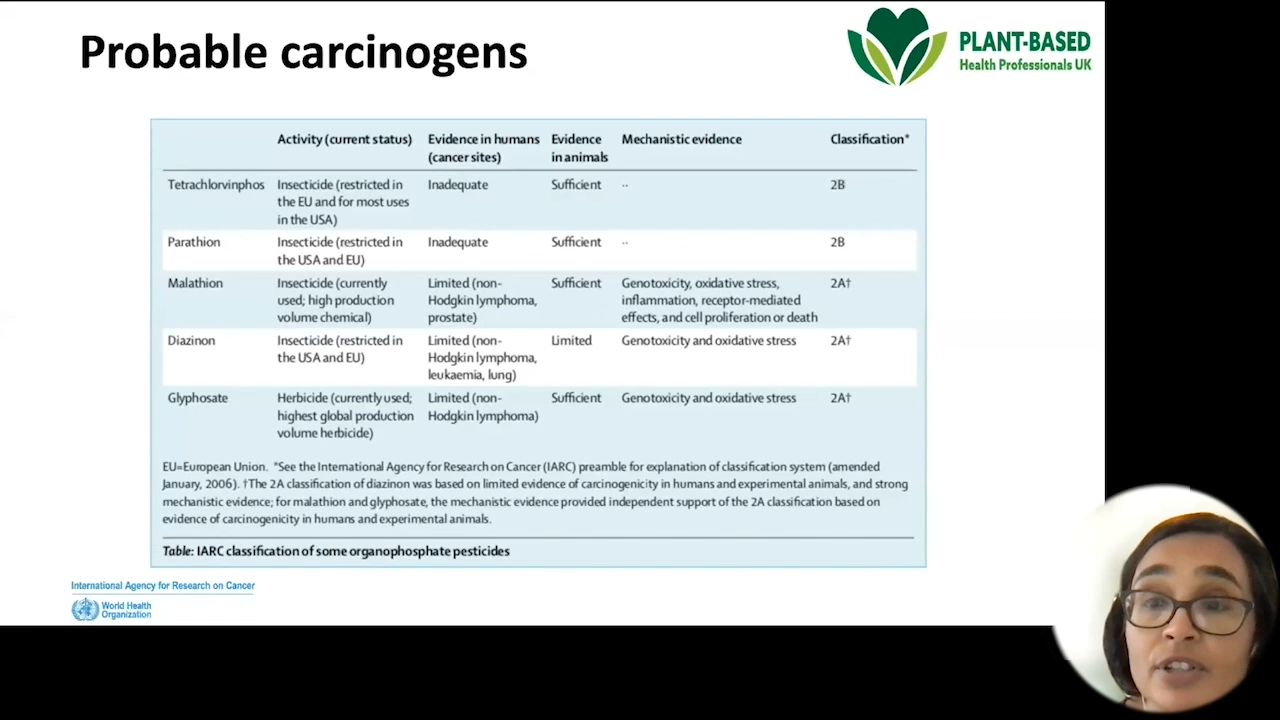 Probable carcinogens
PLANT-BASED
Health Professionals UK
Activity (current status) Evidence in humans (cancer sites) Evidence in animals Mechanistic evidence Classification*
Tetrachlorvinphos Insecticide (restricted in the EU and for most uses in the USA) Inadequate Sufficient ·· 2B
Parathion Insecticide (restricted in the USA and EU) Inadequate Sufficient ·· 2B
Malathion Insecticide (currently used; high production volume chemical) Limited (non-Hodgkin lymphoma, prostate) Sufficient Genotoxicity, oxidative stress, inflammation, receptor-mediated effects, and cell proliferation or death 2A†
Diazinon Insecticide (restricted in the USA and EU) Limited (non-Hodgkin lymphoma, leukaemia, lung) Limited Genotoxicity and oxidative stress 2A†
Glyphosate Herbicide (currently used; highest global production volume herbicide) Limited (non-Hodgkin lymphoma) Sufficient Genotoxicity and oxidative stress 2A†
EU=European Union. *See the International Agency for Research on Cancer (IARC) preamble for explanation of classification system (amended
January, 2006). †The 2A classification of diazinon was based on limited evidence of carcinogenicity in humans and experimental animals, and strong
mechanistic evidence; for malathion and glyphosate, the mechanistic evidence provided independent support of the 2A classification based on
evidence of carcinogenicity in humans and experimental animals.
Table: IARC classification of some organophosphate pesticides
International Agency for Research on Cancer
World Health
Organization